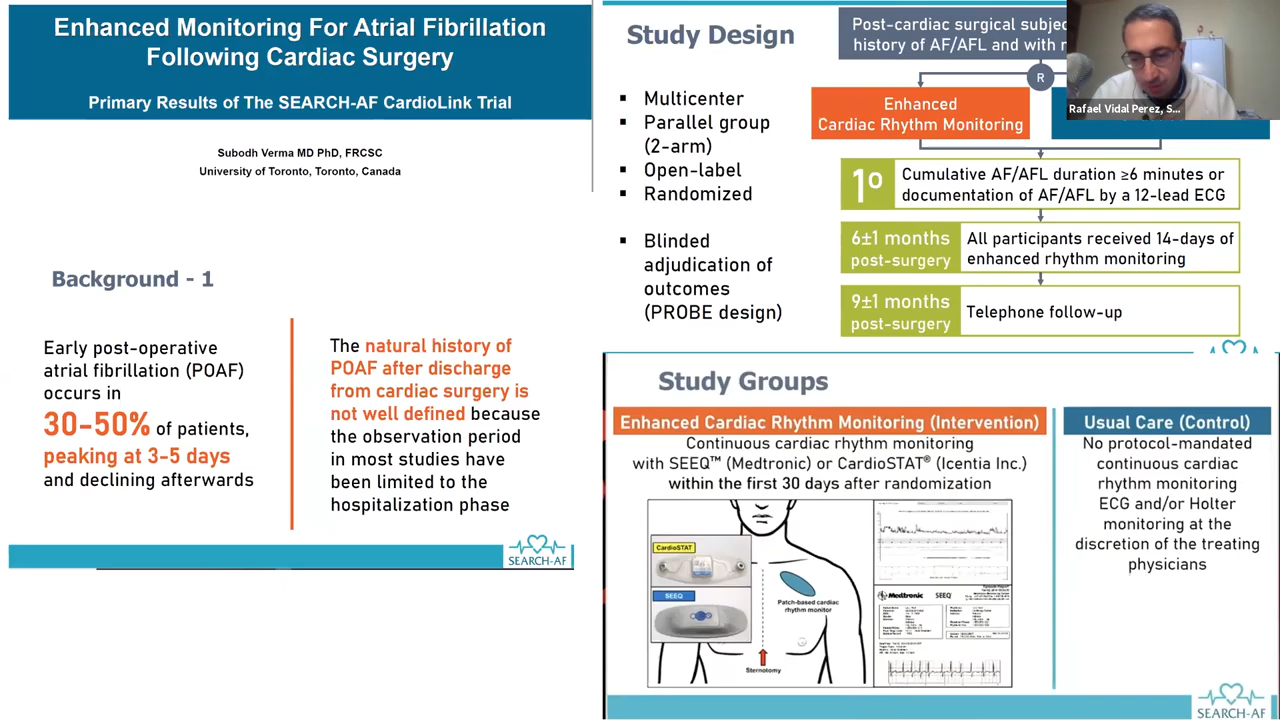 Enhanced Monitoring For Atrial Fibrillation
Following Cardiac Surgery
Primary Results of The SEARCH-AF CardioLink Trial
Subodh Verma MD PhD, FRCSC
University of Toronto, Toronto, Canada
Background - 1
Early post-operative
atrial fibrillation (POAF)
occurs in
30-50% of patients,
peaking at 3-5 days
and declining afterwards
The natural history of
POAF after discharge
from cardiac surgery is
not well defined because
the observation period
in most studies have
been limited to the
hospitalization phase
SEARCH-AF
Study Design
▪ Multicenter
▪ Parallel group
(2-arm)
▪ Open-label
▪ Randomized
▪ Blinded
adjudication of
outcomes
(PROBE design)
Post-cardiac surgical
history of AF/AFL and with
R
Enhanced
Cardiac Rhythm Monitoring
1º
Cumulative AF/AFL duration ≥6 minutes or
documentation of AF/AFL by a 12-lead ECG
6±1 months
post-surgery
All participants received 14-days of
enhanced rhythm monitoring
9±1 months
post-surgery
Telephone follow-up
Rafael Vidal Perez, S...
Study Groups
Enhanced Cardiac Rhythm Monitoring (Intervention)
Continuous cardiac rhythm monitoring
with SEEQ™ (Medtronic) or CardioSTAT® (Icentia Inc.)
within the first 30 days after randomization
CardioSTAT
SEEQ
Patch-based cardiac
rhythm monitor
Sternotomy
Medtronic SEEQ
Usual Care (Control)
No protocol-mandated
continuous cardiac
rhythm monitoring
ECG and/or Holter
monitoring at the
discretion of the treating
physicians
SEARCH-AF